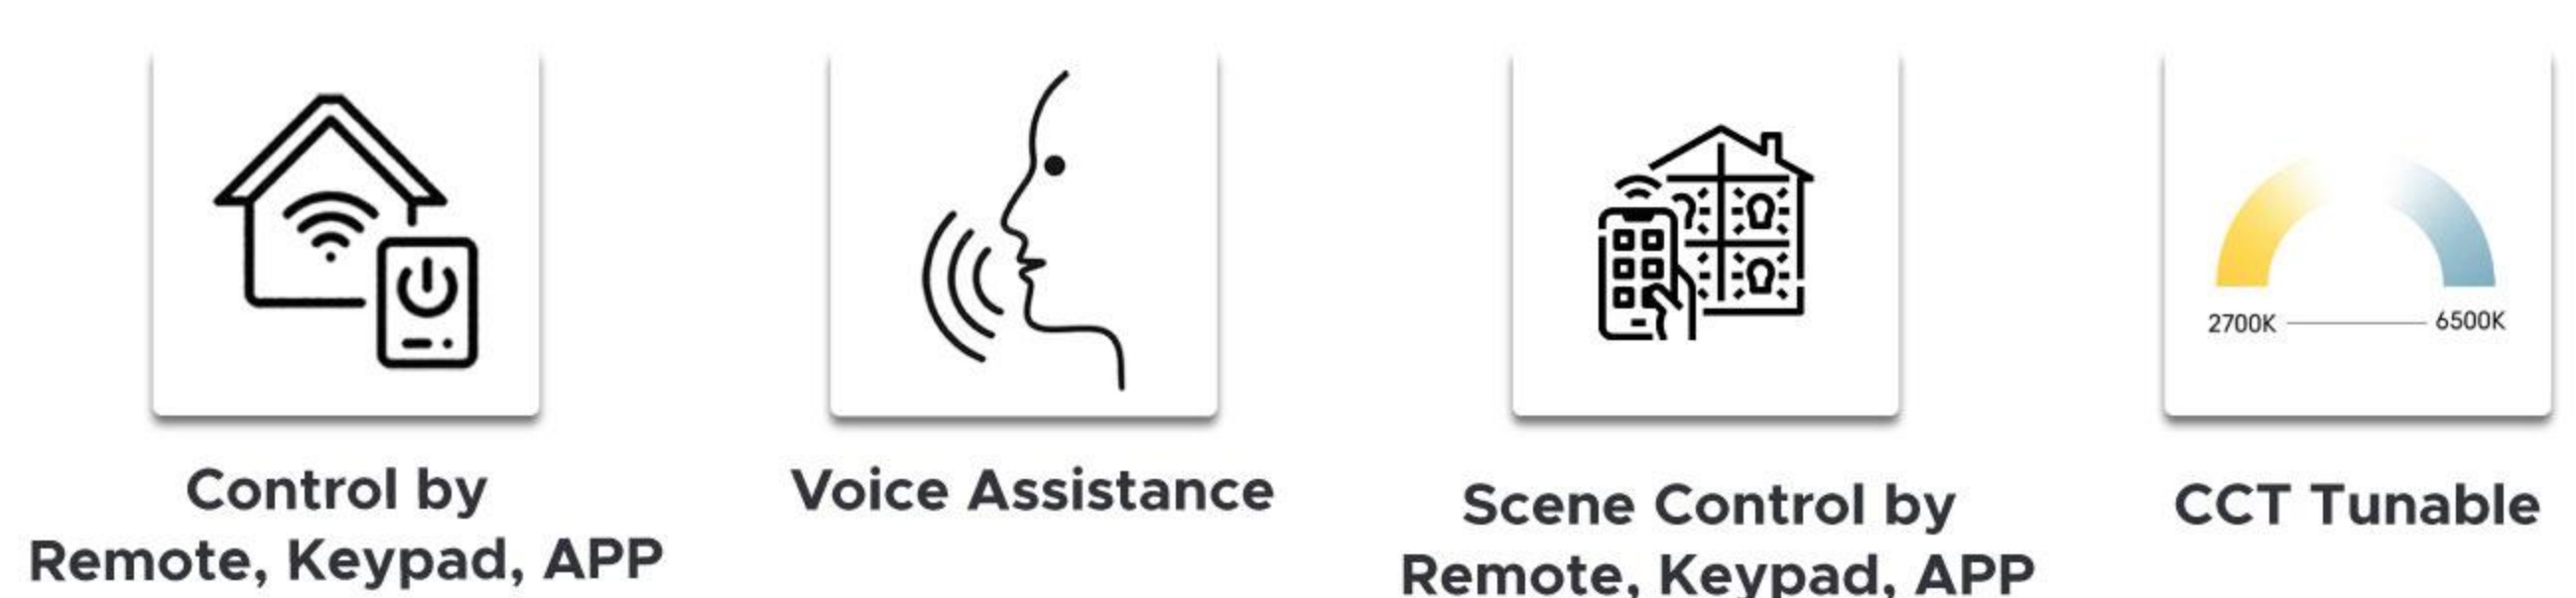 Control by
Remote, Keypad, APP
Voice Assistance
Scene Control by
Remote, Keypad, APP
2700K
6500K
CCT Tunable